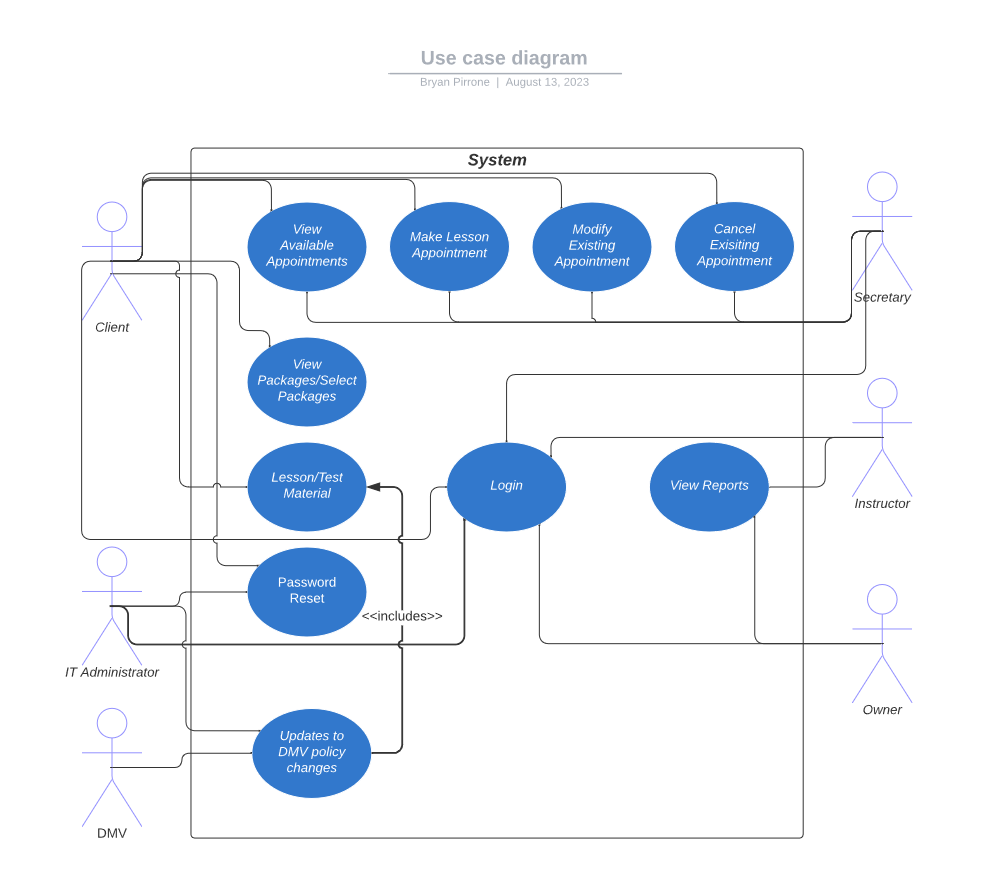 Use case diagram
Bryan Pirrone | August 13, 2023
System
View
Available
Appointments
Make Lesson
Appointment
Modify
Existing
Appointment
Cancel
Exisiting
Appointment
Secretary
Client
View
Packages/Select
Packages
Lesson/Test
Material
Login
View Reports
Instructor
Password
Reset
<<includes>>
IT Administrator
Owner
Updates to
DMV policy
changes
DMV